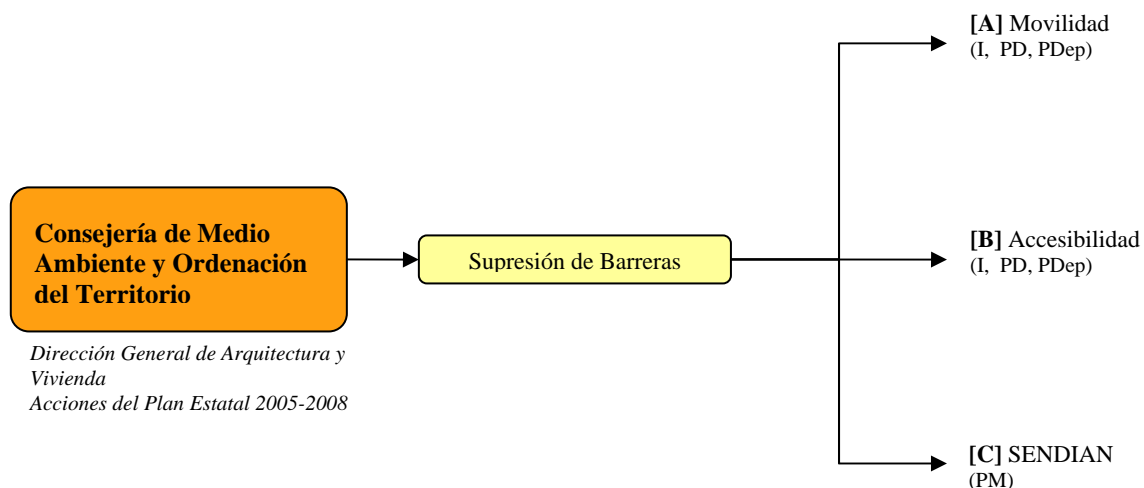 [A] Movilidad
(I, PD, PDep)
Consejería de Medio
Ambiente y Ordenación
del Territorio
Dirección General de Arquitectura y
Vivienda
Acciones del Plan Estatal 2005-2008
Supresión de Barreras
[B] Accesibilidad
(I, PD, PDep)
[C] SENDIAN
(PM)